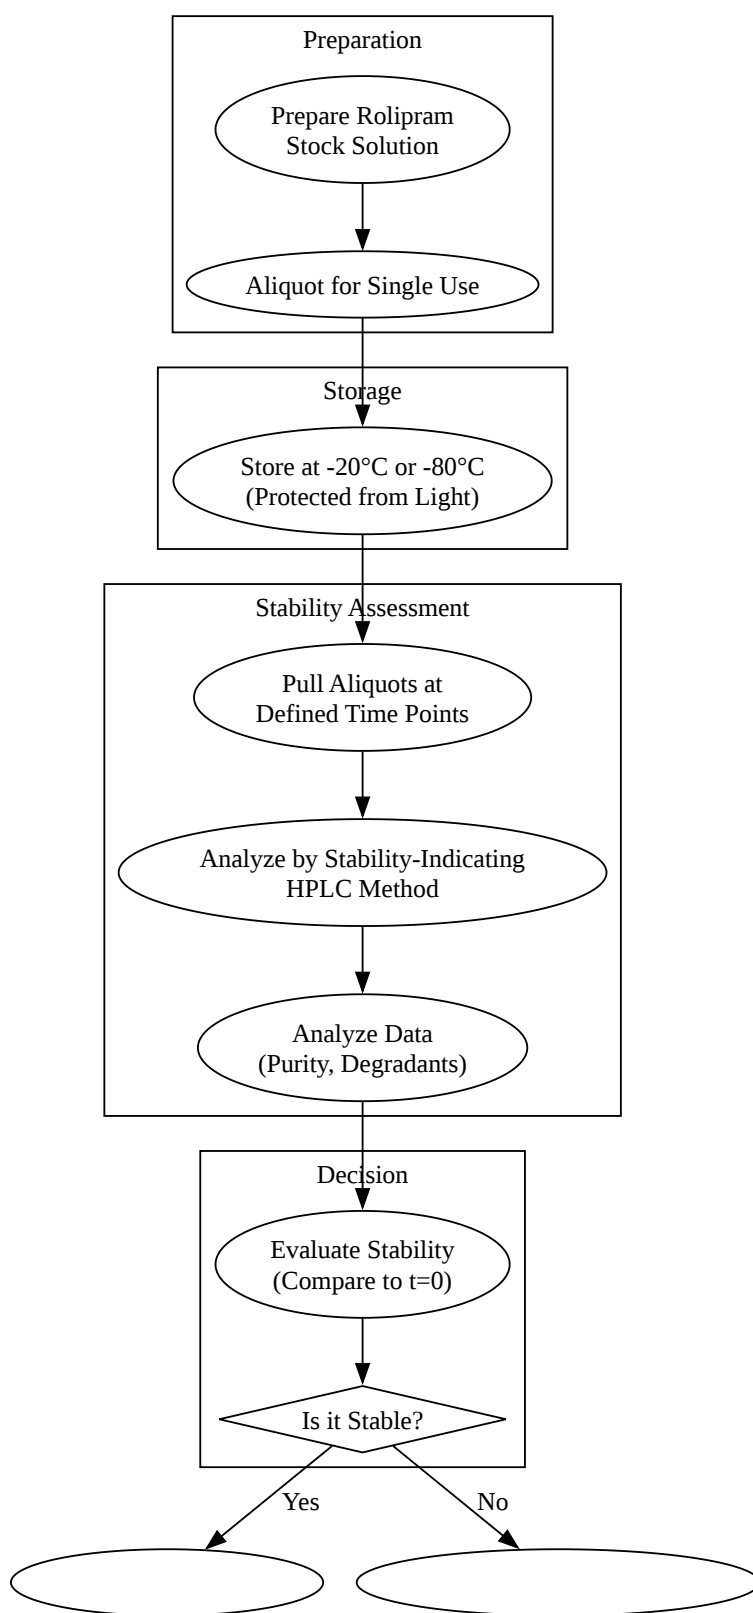 Preparation
Prepare Rolipram
Stock Solution
Aliquot for Single Use
Storage
Store at -20°C or -80°C
(Protected from Light)
Stability Assessment
Pull Aliquots at
Defined Time Points
Analyze by Stability-Indicating
HPLC Method
Analyze Data
(Purity, Degradants)
Decision
Evaluate Stability
(Compare to t=0)
Is it Stable?
Yes
No